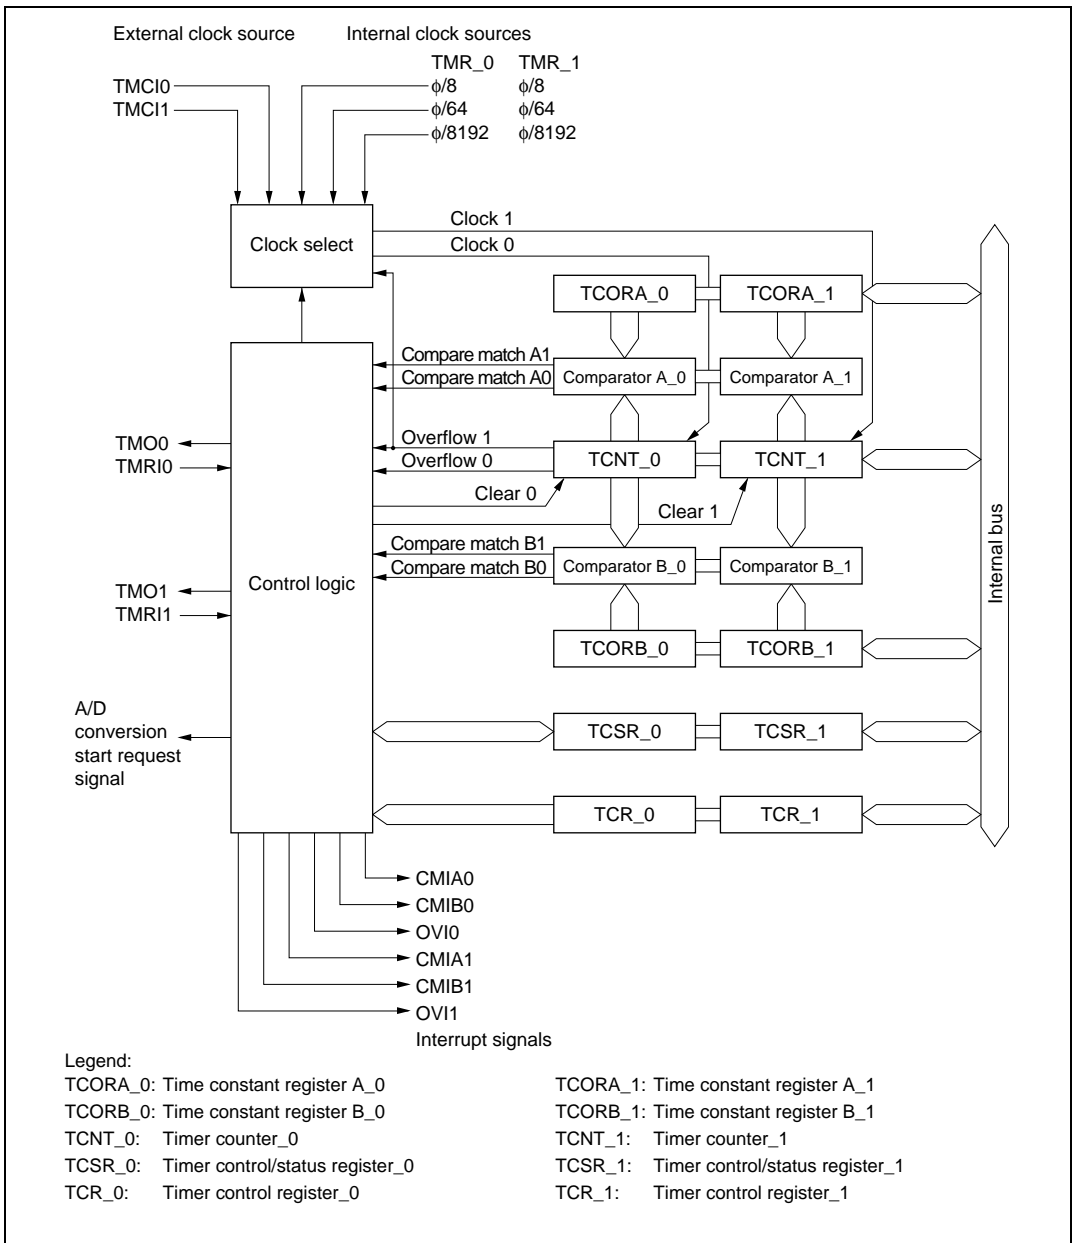 External clock source
Internal clock sources
TMR_0 TMR_1
TMCI0
ϕ/8 ϕ/8
TMCI1
ϕ/64 ϕ/64
ϕ/8192 ϕ/8192
Clock select
Clock 1
Clock 0
TCORA_0
TCORA_1
Compare match A1
Compare match A0
Comparator A_0
Comparator A_1
TMO0
TMRI0
Overflow 1
Overflow 0
TCNT_0
TCNT_1
Clear 0
Clear 1
Internal bus
Compare match B1
Compare match B0
Comparator B_0
Comparator B_1
Control logic
TMO1
TMRI1
TCORB_0
TCORB_1
A/D
conversion
start request
signal
TCSR_0
TCSR_1
TCR_0
TCR_1
CMIA0
CMIB0
OVI0
CMIA1
CMIB1
OVI1
Interrupt signals
Legend:
TCORA_0: Time constant register A_0
TCORA_1: Time constant register A_1
TCORB_0: Time constant register B_0
TCORB_1: Time constant register B_1
TCNT_0: Timer counter_0
TCNT_1: Timer counter_1
TCSR_0: Timer control/status register_0
TCSR_1: Timer control/status register_1
TCR_0: Timer control register_0
TCR_1: Timer control register_1